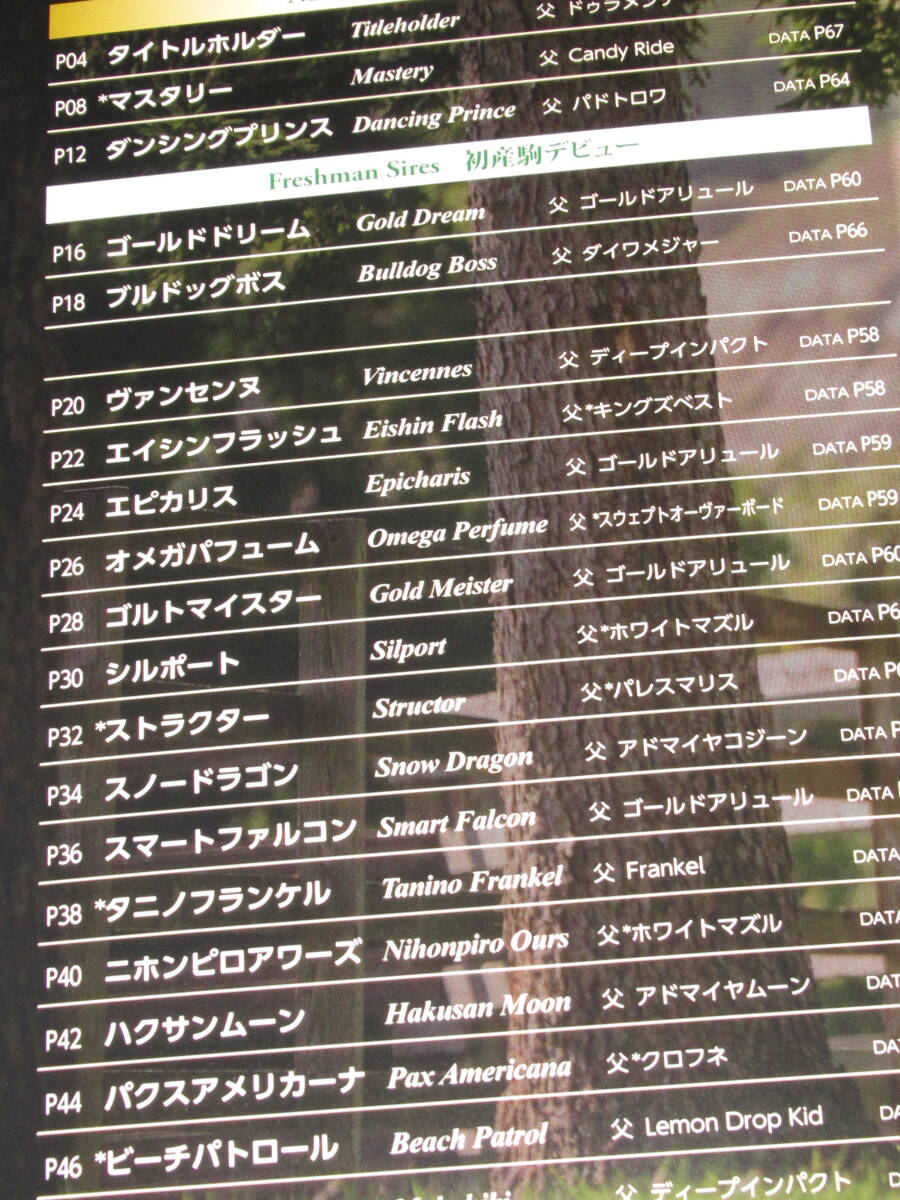 P04 タイトルホルダー Titleholder 父 ドゥラメンテ
P08 *マスタリー Mastery 父 Candy Ride DATA P67
P12 ダンシングプリンス Dancing Prince 父 パドトロワ DATA P64
Freshman Sires 初産駒デビュー
P16 ゴールドドリーム Gold Dream 父 ゴールドアリュール DATA P60
P18 ブルドッグボス Bulldog Boss 父 ダイワメジャー DATA P66
P20 ヴァンセンヌ Vincennes 父 ディープインパクト DATA P58
P22 エイシンフラッシュ Eishin Flash 父*キングズベスト DATA P58
P24 エピカリス Epicharis 父 ゴールドアリュール DATA P59
P26 オメガパフューム Omega Perfume 父 *スウェプトオーヴァーボード DATA P59
P28 ゴルトマイスター Gold Meister 父 ゴールドアリュール DATA P60
P30 シルポート Silport 父*ホワイトマズル DATA
P32 *ストラクター Structor 父*パレスマリス DATA
P34 スノードラゴン Snow Dragon 父 アドマイヤコジーン DATA
P36 スマートファルコン Smart Falcon 父 ゴールドアリュール DATA
P38 *タニノフランケル Tanino Frankel 父 Frankel DATA
P40 ニホンピロアワーズ Nihonpiro Ours 父*ホワイトマズル DATA
P42 ハクサンムーン Hakusan Moon 父 アドマイヤムーン DATA
P44 パクスアメリカーナ Pax Americana 父*クロフネ
P46 *ビーチパトロール Beach Patrol 父 Lemon Drop Kid
父 ディープインパクト